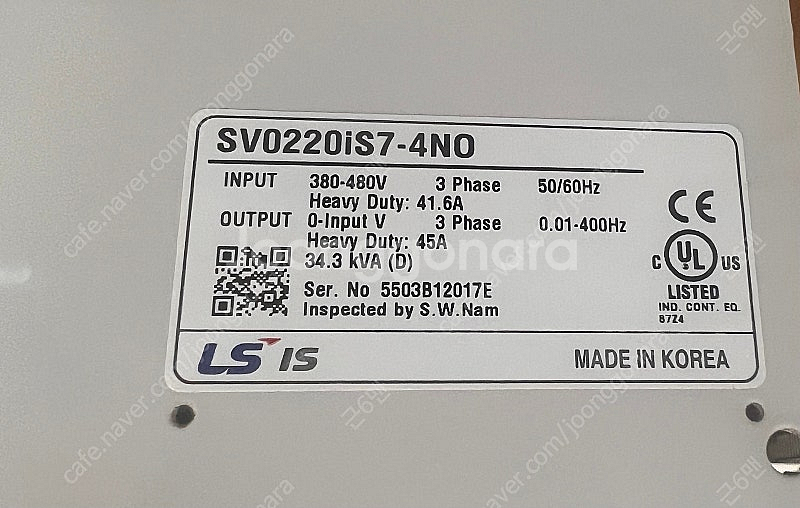 SV0220iS7-4NO
INPUT 380-480V 3 Phase 50/60Hz
Heavy Duty: 41.6A
OUTPUT 0-Input V 3 Phase 0.01-400Hz
Heavy Duty: 45A
34.3 kVA (D)
Ser. No 5503B12017E
Inspected by S.W.Nam
CE
C UL US
LISTED
IND. CONT. EQ.
87Z4
LS IS
MADE IN KOREA
joonggonara
cafe.naver.com/joonggonara